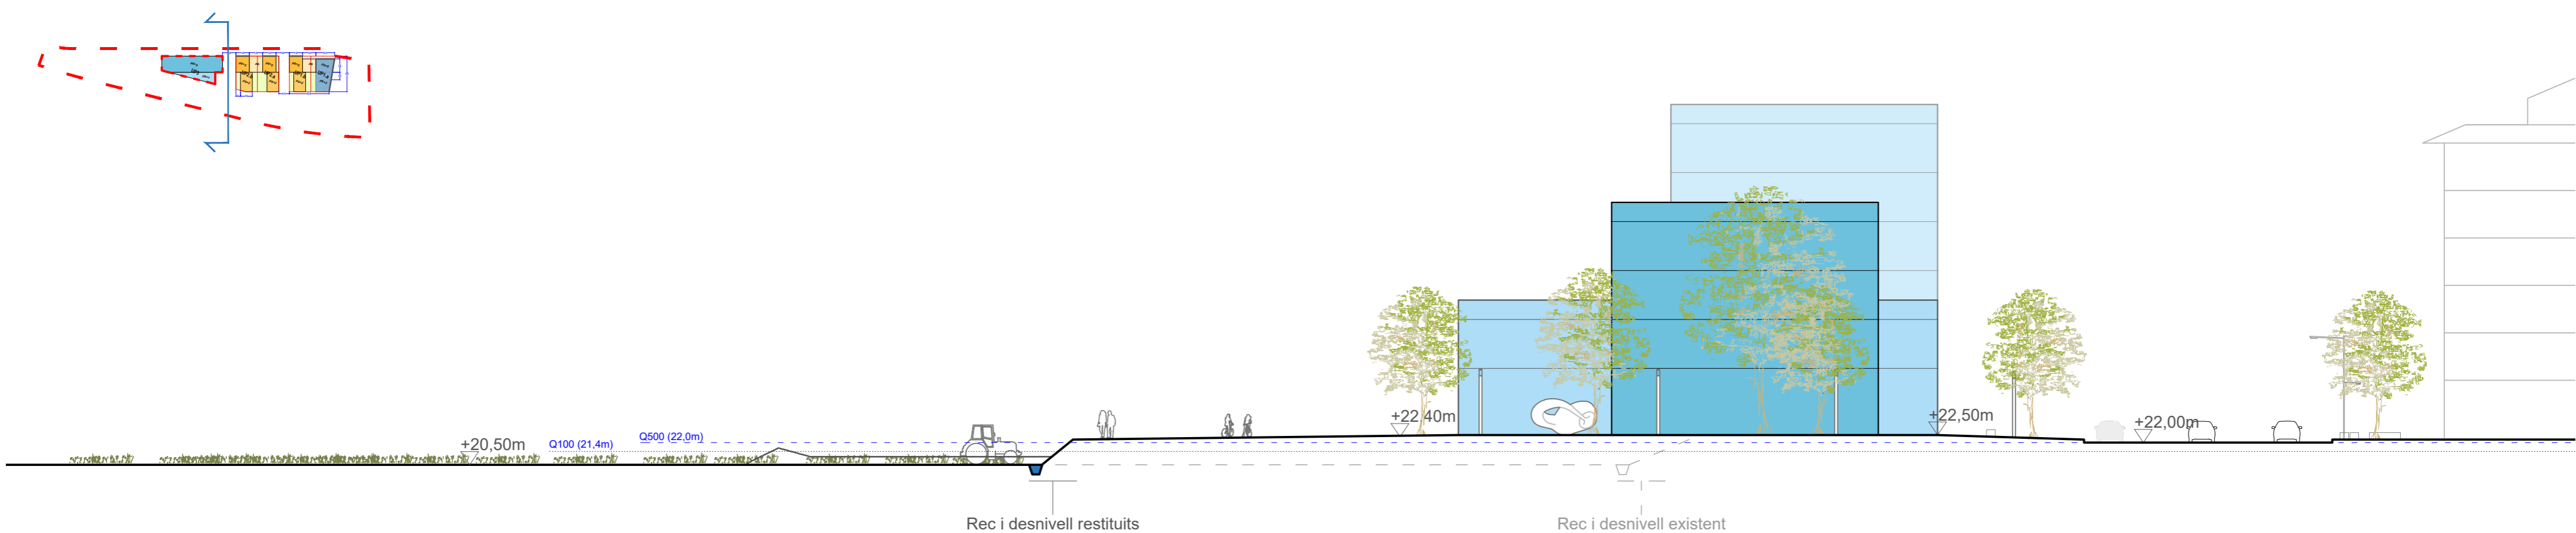 +20,50m
Q100 (21,4m)
Q500 (22,0m)
+22,40m
+22,50m
+22,00m
Rec i desnivell restituits
Rec i desnivell existent